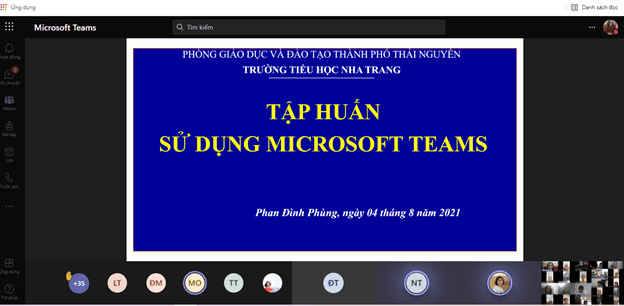 Ứng dụng
Danh sách đọc
Microsoft Teams
Tìm kiếm
Hoạt động
Nhóm
Bài tập
Lịch
Cuộc gọi
Ứng dụng
Trợ giúp
PHÒNG GIÁO DỤC VÀ ĐÀO TẠO THÀNH PHỐ THÁI NGUYÊN
TRƯỜNG TIỂU HỌC NHA TRANG
TẬP HUẤN
SỬ DỤNG MICROSOFT TEAMS
Phan Đình Phùng, ngày 04 tháng 8 năm 2021
+35
LT
ĐM
MO
TT
ĐT
NT